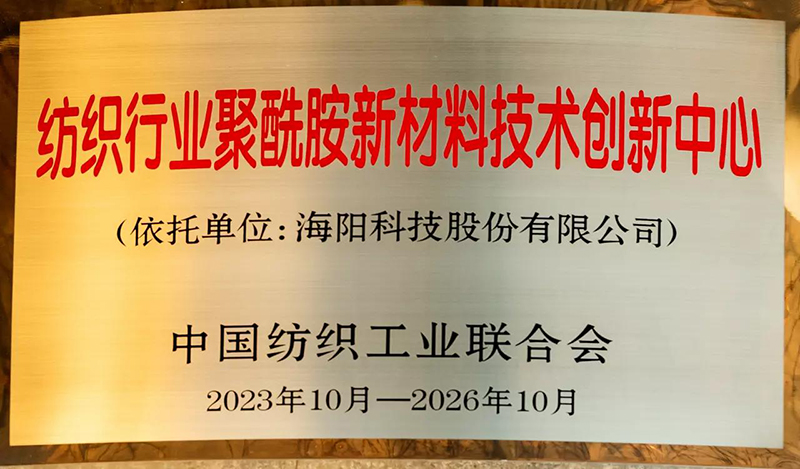 纺织行业聚酰胺新材料技术创新中心
(依托单位:海阳科技股份有限公司)
中国纺织工业联合会
2023年10月—2026年10月